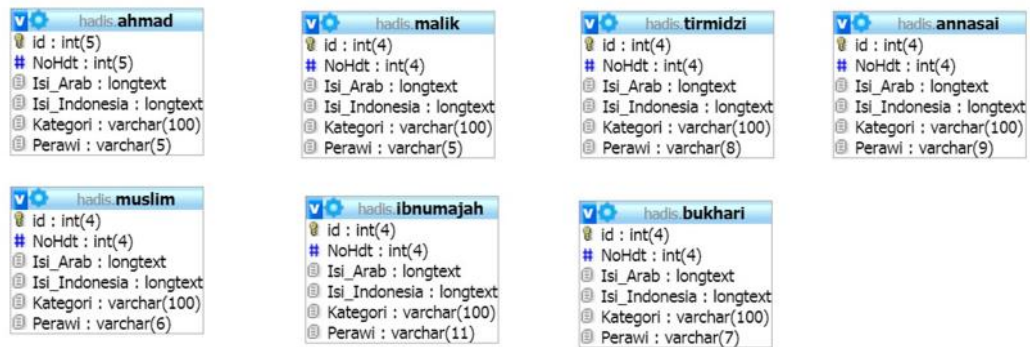 hadis.ahmad
id : int(5)
NoHdt : int(5)
Isi_Arab : longtext
Isi_Indonesia : longtext
Kategori : varchar(100)
Perawi : varchar(5)
hadis.malik
id : int(4)
NoHdt : int(4)
Isi_Arab : longtext
Isi_Indonesia : longtext
Kategori : varchar(100)
Perawi : varchar(5)
hadis.tirmidzi
id : int(4)
NoHdt : int(4)
Isi_Arab : longtext
Isi_Indonesia : longtext
Kategori : varchar(100)
Perawi : varchar(8)
hadis.annasai
id : int(4)
NoHdt : int(4)
Isi_Arab : longtext
Isi_Indonesia : longtext
Kategori : varchar(100)
Perawi : varchar(9)
hadis.muslim
id : int(4)
NoHdt : int(4)
Isi_Arab : longtext
Isi_Indonesia : longtext
Kategori : varchar(100)
Perawi : varchar(6)
hadis.ibnumajah
id : int(4)
NoHdt : int(4)
Isi_Arab : longtext
Isi_Indonesia : longtext
Kategori : varchar(100)
Perawi : varchar(11)
hadis.bukhari
id : int(4)
NoHdt : int(4)
Isi_Arab : longtext
Isi_Indonesia : longtext
Kategori : varchar(100)
Perawi : varchar(7)